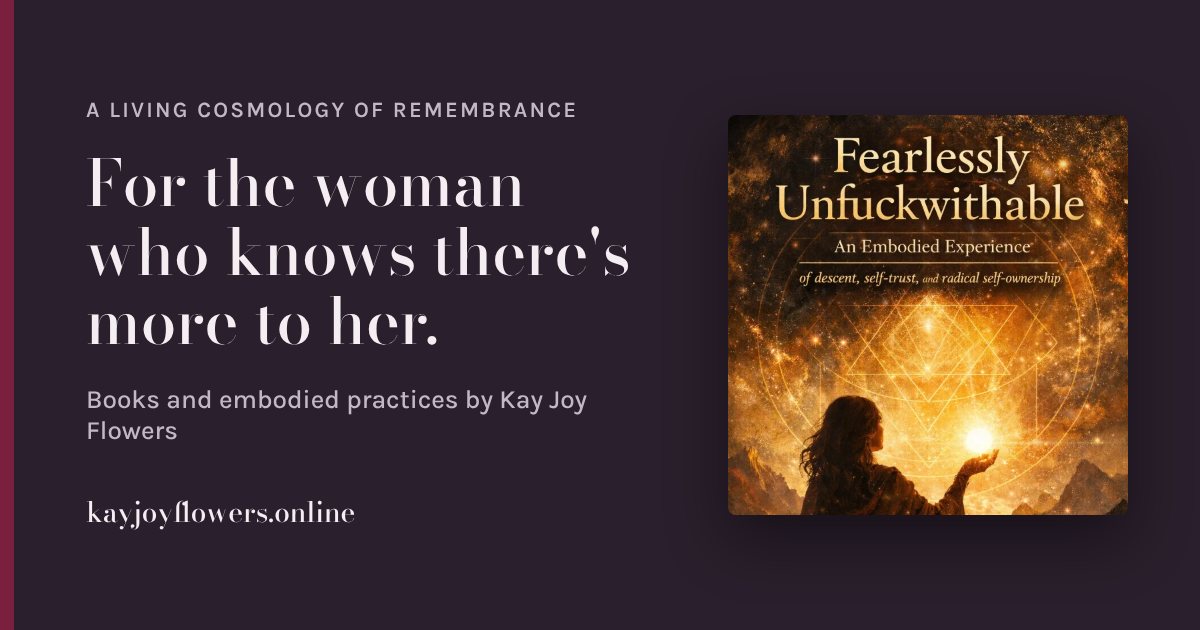 A LIVING COSMOLOGY OF REMEMBRANCE
For the woman
who knows there's
more to her.
Books and embodied practices by Kay Joy
Flowers
kayjoyflowers.online
Fearlessly
Unfuckwithable
An Embodied Experience
of descent, self-trust, and radical self-ownership